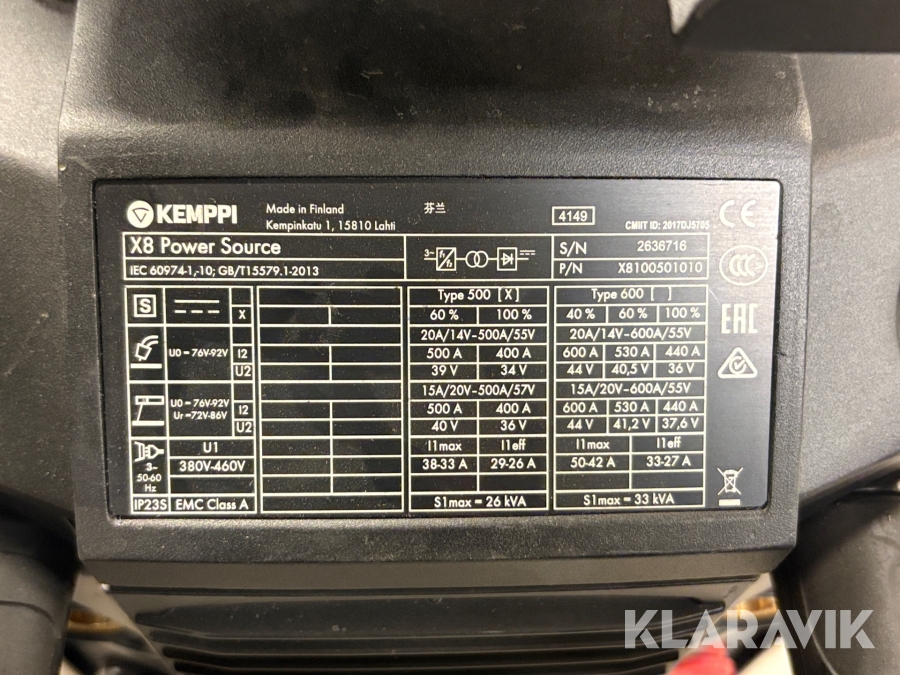 KEMPPI
Made in Finland
Kempinkatu 1, 15810 Lahti
芬兰
4149
CMIIT ID: 2017DJ5705
CE
X8 Power Source
IEC 60974-1,-10; GB/T15579.1-2013
3~ f1/f2
S/N 2636716
P/N X8100501010
CCC
EAC
S X
Type 500 [X] Type 600 [ ]
60 % 100 % 40 % 60 % 100 %
20A/14V-500A/55V 20A/14V-600A/55V
U0 = 76V-92V I2 500 A 400 A 600 A 530 A 440 A
U2 39 V 34 V 44 V 40,5 V 36 V
15A/20V-500A/57V 15A/20V-600A/55V
U0 = 76V-92V
Ur = 72V-86V
I2 500 A 400 A 600 A 530 A 440 A
U2 40 V 36 V 44 V 41,2 V 37,6 V
U1 I1max I1eff I1max I1eff
3~
50-60
Hz
380V-460V 38-33 A 29-26 A 50-42 A 33-27 A
IP23S EMC Class A S1max = 26 kVA S1max = 33 kVA
KLARAVIK